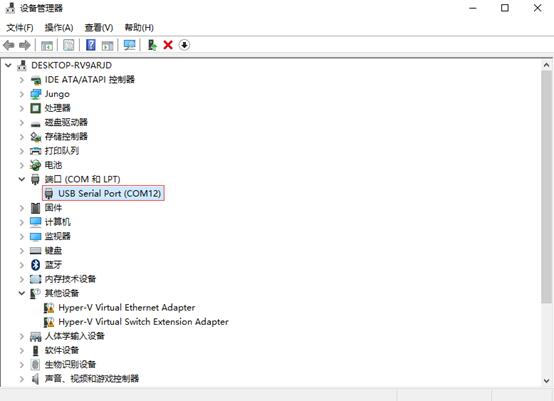 设备管理器
文件(F) 操作(A) 查看(V) 帮助(H)
DESKTOP-RV9ARJD
IDE ATA/ATAPI 控制器
Jungo
处理器
磁盘驱动器
存储控制器
打印队列
电池
端口 (COM 和 LPT)
USB Serial Port (COM12)
固件
计算机
监视器
键盘
蓝牙
内存技术设备
其他设备
Hyper-V Virtual Ethernet Adapter
Hyper-V Virtual Switch Extension Adapter
人体学输入设备
软件设备
生物识别设备
声音、视频和游戏控制器